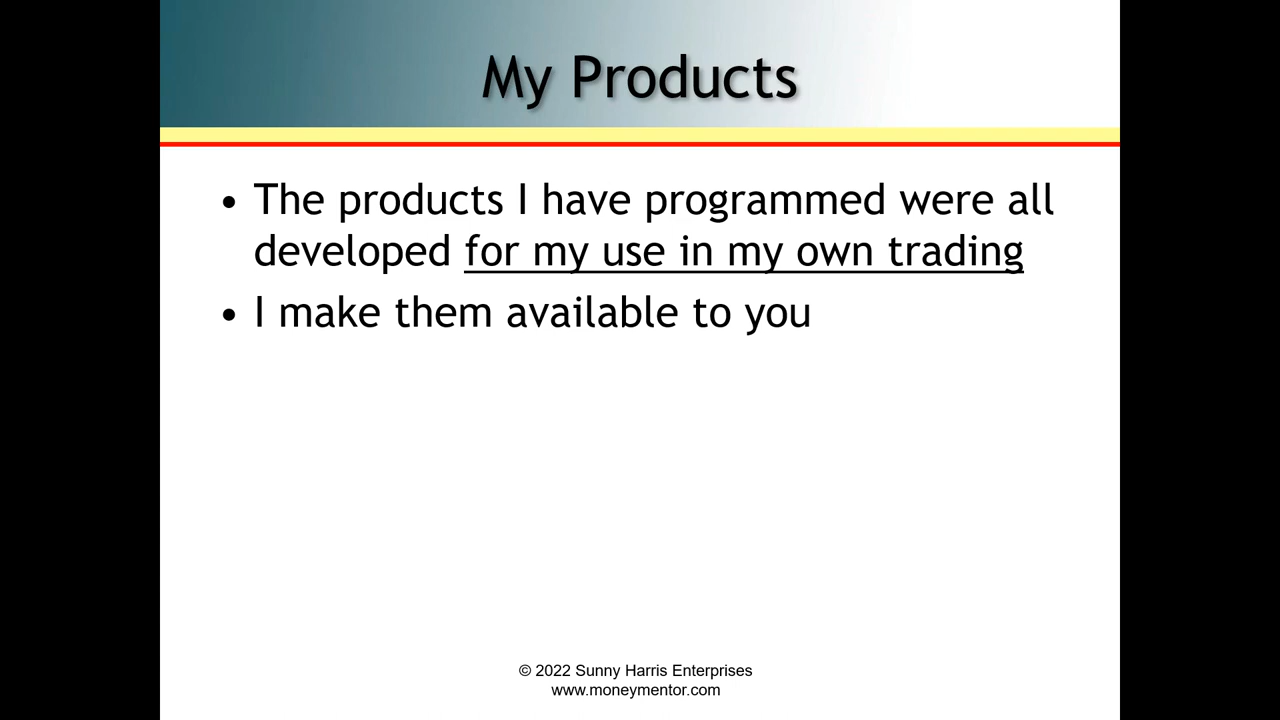 My Products
• The products I have programmed were all
developed for my use in my own trading
• I make them available to you
© 2022 Sunny Harris Enterprises
www.moneymentor.com